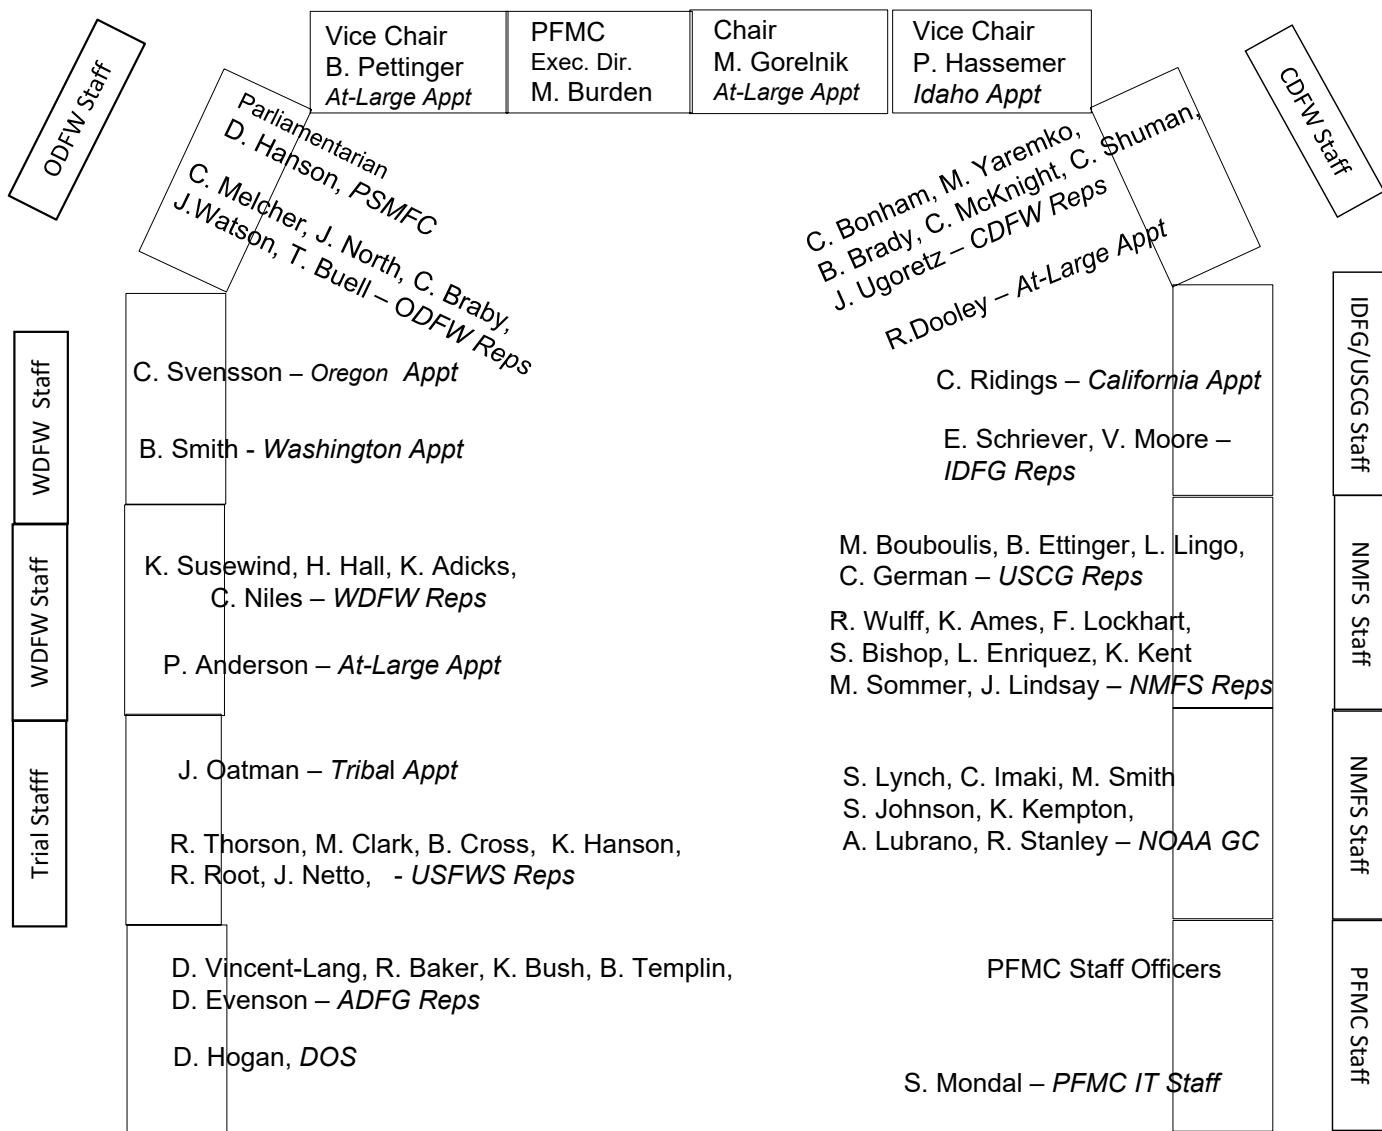 Vice Chair
B. Pettinger
At-Large Appt
PFMC
Exec. Dir.
M. Burden
Chair
M. Gorelnik
At-Large Appt
Vice Chair
P. Hassemer
Idaho Appt
ODFW Staff
Parliamentarian
D. Hanson, PSMFC
C. Melcher, J. North, C. Braby,
J.Watson, T. Buell – ODFW Reps
CDFW Staff
C. Bonham, M. Yaremko,
B. Brady, C. McKnight, C. Shuman,
J. Ugoretz – CDFW Reps
R.Dooley – At-Large Appt
WDFW Staff
C. Svensson – Oregon Appt
B. Smith - Washington Appt
C. Ridings – California Appt
E. Schriever, V. Moore –
IDFG Reps
IDFG/USCG Staff
WDFW Staff
K. Susewind, H. Hall, K. Adicks,
C. Niles – WDFW Reps
P. Anderson – At-Large Appt
M. Bouboulis, B. Ettinger, L. Lingo,
C. German – USCG Reps
R. Wulff, K. Ames, F. Lockhart,
S. Bishop, L. Enriquez, K. Kent
M. Sommer, J. Lindsay – NMFS Reps
NMFS Staff
Trial Stafff
J. Oatman – Tribal Appt
R. Thorson, M. Clark, B. Cross, K. Hanson,
R. Root, J. Netto, - USFWS Reps
S. Lynch, C. Imaki, M. Smith
S. Johnson, K. Kempton,
A. Lubrano, R. Stanley – NOAA GC
NMFS Staff
D. Vincent-Lang, R. Baker, K. Bush, B. Templin,
D. Evenson – ADFG Reps
D. Hogan, DOS
PFMC Staff Officers
S. Mondal – PFMC IT Staff
PFMC Staff